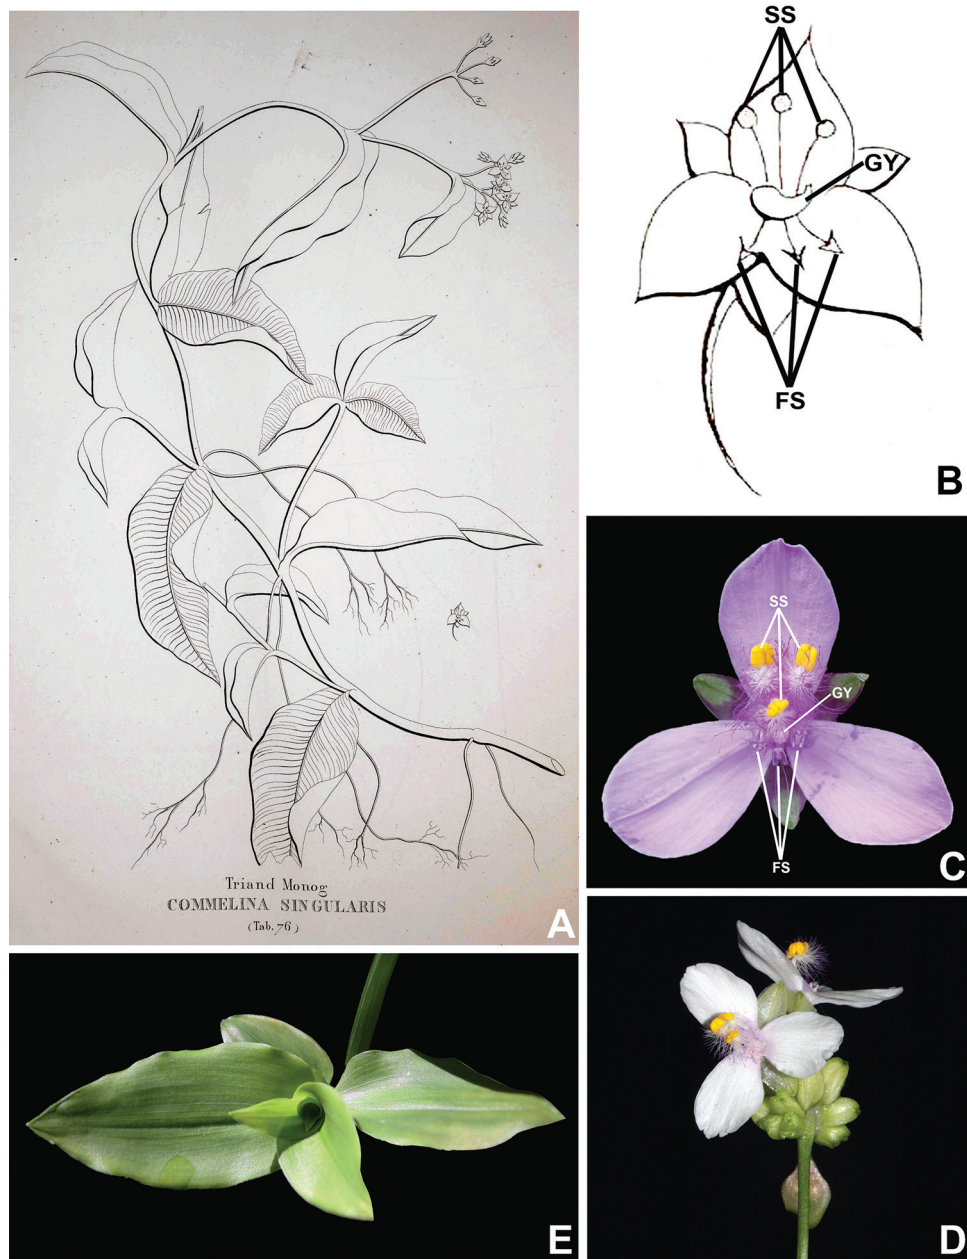 Triand Monog
COMMELINA SINGULARIS
(Tab. 76)
A
SS
GY
FS
B
SS
GY
FS
C
D
E